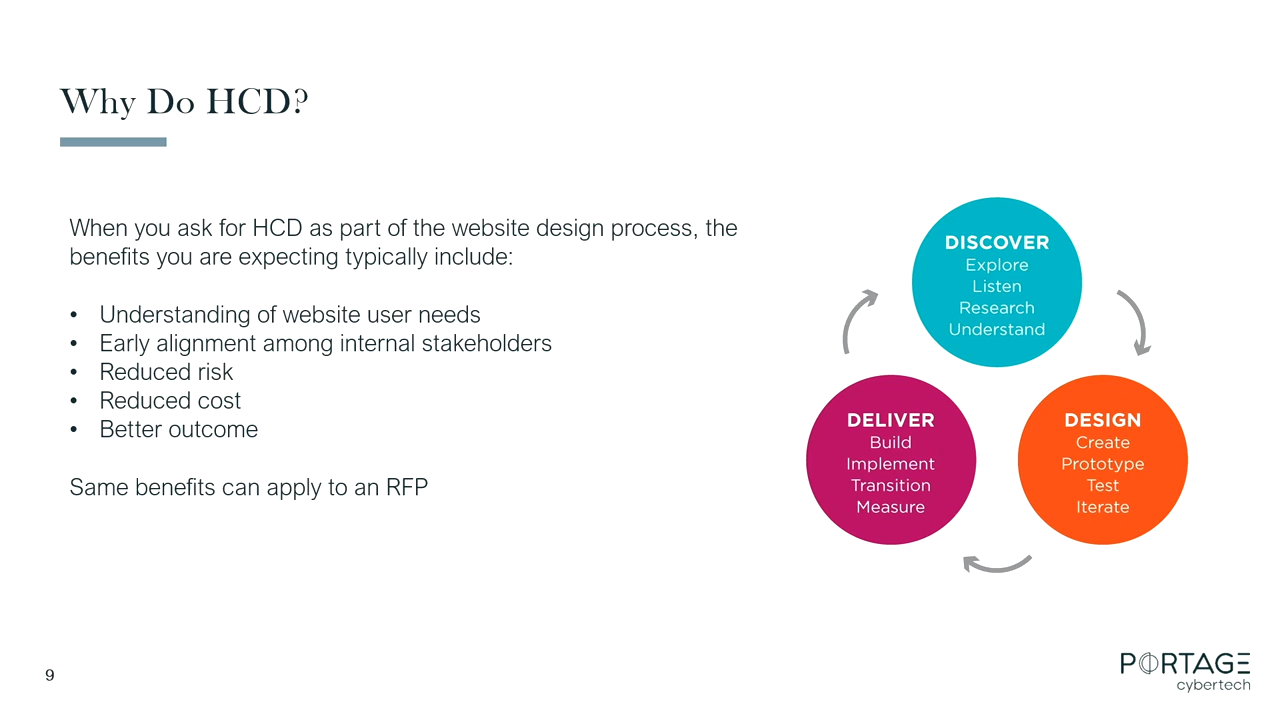 Why Do HCD?
When you ask for HCD as part of the website design process, the
benefits you are expecting typically include:
• Understanding of website user needs
• Early alignment among internal stakeholders
• Reduced risk
• Reduced cost
• Better outcome
Same benefits can apply to an RFP
DISCOVER
Explore
Listen
Research
Understand
DELIVER
Build
Implement
Transition
Measure
DESIGN
Create
Prototype
Test
Iterate
9
PORTAGE
cybertech